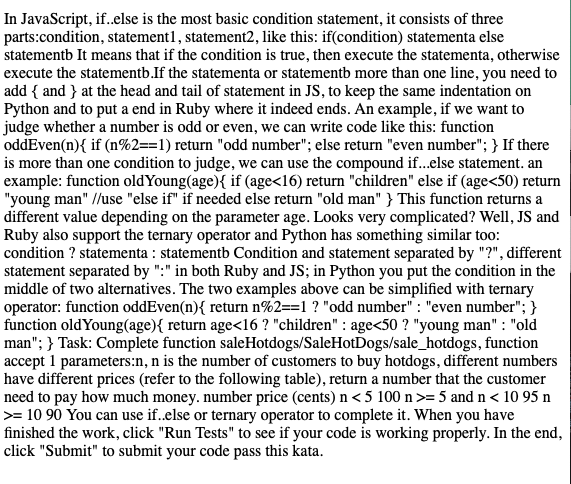 In JavaScript, if..else is the most basic condition statement, it consists of three
parts:condition, statement1, statement2, like this: if(condition) statementa else
statementb It means that if the condition is true, then execute the statementa, otherwise
execute the statementb.If the statementa or statementb more than one line, you need to
add { and } at the head and tail of statement in JS, to keep the same indentation on
Python and to put a end in Ruby where it indeed ends. An example, if we want to
judge whether a number is odd or even, we can write code like this: function
oddEven(n){ if (n%2==1) return "odd number"; else return "even number"; } If there
is more than one condition to judge, we can use the compound if...else statement. an
example: function oldYoung(age){ if (age<16) return "children" else if (age<50) return
"young man" //use "else if" if needed else return "old man" } This function returns a
different value depending on the parameter age. Looks very complicated? Well, JS and
Ruby also support the ternary operator and Python has something similar too:
condition ? statementa : statementb Condition and statement separated by "?", different
statement separated by ":" in both Ruby and JS; in Python you put the condition in the
middle of two alternatives. The two examples above can be simplified with ternary
operator: function oddEven(n){ return n%2==1 ? "odd number" : "even number"; }
function oldYoung(age){ return age<16 ? "children" : age<50 ? "young man" : "old
man"; } Task: Complete function saleHotdogs/SaleHotDogs/sale_hotdogs, function
accept 1 parameters:n, n is the number of customers to buy hotdogs, different numbers
have different prices (refer to the following table), return a number that the customer
need to pay how much money. number price (cents) n < 5 100 n >= 5 and n < 10 95 n
>= 10 90 You can use if..else or ternary operator to complete it. When you have
finished the work, click "Run Tests" to see if your code is working properly. In the end,
click "Submit" to submit your code pass this kata.